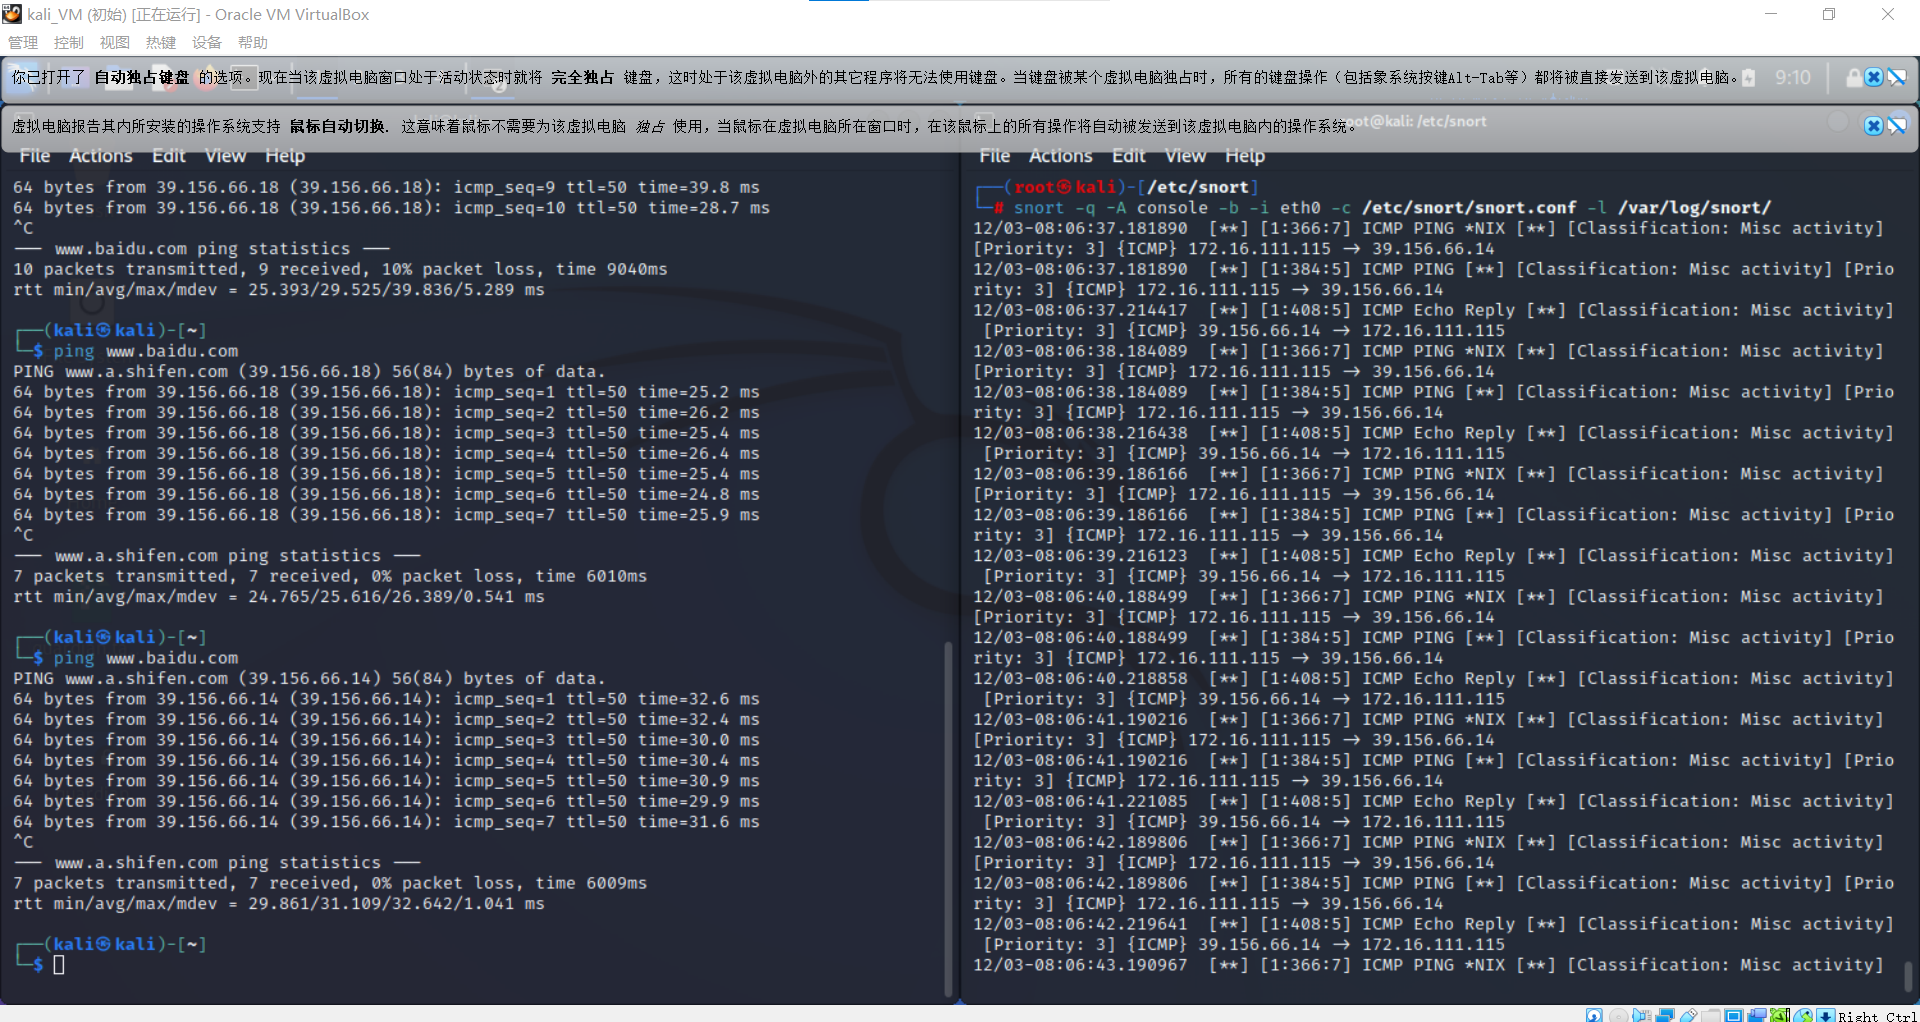 kali_VM (初始) [正在运行] - Oracle VM VirtualBox
管理 控制 视图 热键 设备 帮助
你已打开了 自动独占键盘 的选项。现在当该虚拟电脑窗口处于活动状态时就将 完全独占 键盘，这时处于该虚拟电脑外的其它程序将无法使用键盘。当键盘被某个虚拟电脑独占时，所有的键盘操作（包括象系统按键Alt-Tab等）都将被直接发送到该虚拟电脑。
9:10
虚拟电脑报告其内所安装的操作系统支持 鼠标自动切换. 这意味着鼠标不需要为该虚拟电脑 独占 使用，当鼠标在虚拟电脑所在窗口时，在该鼠标上的所有操作将自动被发送到该虚拟电脑内的操作系统。
root@kali: /etc/snort
File Actions Edit View Help
64 bytes from 39.156.66.18 (39.156.66.18): icmp_seq=9 ttl=50 time=39.8 ms
64 bytes from 39.156.66.18 (39.156.66.18): icmp_seq=10 ttl=50 time=28.7 ms
^C
--- www.baidu.com ping statistics ---
10 packets transmitted, 9 received, 10% packet loss, time 9040ms
rtt min/avg/max/mdev = 25.393/29.525/39.836/5.289 ms
┌──(kali㉿kali)-[~]
└─$ ping www.baidu.com
PING www.a.shifen.com (39.156.66.18) 56(84) bytes of data.
64 bytes from 39.156.66.18 (39.156.66.18): icmp_seq=1 ttl=50 time=25.2 ms
64 bytes from 39.156.66.18 (39.156.66.18): icmp_seq=2 ttl=50 time=26.2 ms
64 bytes from 39.156.66.18 (39.156.66.18): icmp_seq=3 ttl=50 time=25.4 ms
64 bytes from 39.156.66.18 (39.156.66.18): icmp_seq=4 ttl=50 time=26.4 ms
64 bytes from 39.156.66.18 (39.156.66.18): icmp_seq=5 ttl=50 time=25.4 ms
64 bytes from 39.156.66.18 (39.156.66.18): icmp_seq=6 ttl=50 time=24.8 ms
64 bytes from 39.156.66.18 (39.156.66.18): icmp_seq=7 ttl=50 time=25.9 ms
^C
--- www.a.shifen.com ping statistics ---
7 packets transmitted, 7 received, 0% packet loss, time 6010ms
rtt min/avg/max/mdev = 24.765/25.616/26.389/0.541 ms
┌──(kali㉿kali)-[~]
└─$ ping www.baidu.com
PING www.a.shifen.com (39.156.66.14) 56(84) bytes of data.
64 bytes from 39.156.66.14 (39.156.66.14): icmp_seq=1 ttl=50 time=32.6 ms
64 bytes from 39.156.66.14 (39.156.66.14): icmp_seq=2 ttl=50 time=32.4 ms
64 bytes from 39.156.66.14 (39.156.66.14): icmp_seq=3 ttl=50 time=30.0 ms
64 bytes from 39.156.66.14 (39.156.66.14): icmp_seq=4 ttl=50 time=30.4 ms
64 bytes from 39.156.66.14 (39.156.66.14): icmp_seq=5 ttl=50 time=30.9 ms
64 bytes from 39.156.66.14 (39.156.66.14): icmp_seq=6 ttl=50 time=29.9 ms
64 bytes from 39.156.66.14 (39.156.66.14): icmp_seq=7 ttl=50 time=31.6 ms
^C
--- www.a.shifen.com ping statistics ---
7 packets transmitted, 7 received, 0% packet loss, time 6009ms
rtt min/avg/max/mdev = 29.861/31.109/32.642/1.041 ms
┌──(kali㉿kali)-[~]
└─$
File Actions Edit View Help
┌──(root㉿kali)-[/etc/snort]
└─# snort -q -A console -b -i eth0 -c /etc/snort/snort.conf -l /var/log/snort/
12/03-08:06:37.181890 [**] [1:366:7] ICMP PING *NIX [**] [Classification: Misc activity]
[Priority: 3] {ICMP} 172.16.111.115 -> 39.156.66.14
12/03-08:06:37.181890 [**] [1:384:5] ICMP PING [**] [Classification: Misc activity] [Prio
rity: 3] {ICMP} 172.16.111.115 -> 39.156.66.14
12/03-08:06:37.214417 [**] [1:408:5] ICMP Echo Reply [**] [Classification: Misc activity]
[Priority: 3] {ICMP} 39.156.66.14 -> 172.16.111.115
12/03-08:06:38.184089 [**] [1:366:7] ICMP PING *NIX [**] [Classification: Misc activity]
[Priority: 3] {ICMP} 172.16.111.115 -> 39.156.66.14
12/03-08:06:38.184089 [**] [1:384:5] ICMP PING [**] [Classification: Misc activity] [Prio
rity: 3] {ICMP} 172.16.111.115 -> 39.156.66.14
12/03-08:06:38.216438 [**] [1:408:5] ICMP Echo Reply [**] [Classification: Misc activity]
[Priority: 3] {ICMP} 39.156.66.14 -> 172.16.111.115
12/03-08:06:39.186166 [**] [1:366:7] ICMP PING *NIX [**] [Classification: Misc activity]
[Priority: 3] {ICMP} 172.16.111.115 -> 39.156.66.14
12/03-08:06:39.186166 [**] [1:384:5] ICMP PING [**] [Classification: Misc activity] [Prio
rity: 3] {ICMP} 172.16.111.115 -> 39.156.66.14
12/03-08:06:39.216123 [**] [1:408:5] ICMP Echo Reply [**] [Classification: Misc activity]
[Priority: 3] {ICMP} 39.156.66.14 -> 172.16.111.115
12/03-08:06:40.188499 [**] [1:366:7] ICMP PING *NIX [**] [Classification: Misc activity]
[Priority: 3] {ICMP} 172.16.111.115 -> 39.156.66.14
12/03-08:06:40.188499 [**] [1:384:5] ICMP PING [**] [Classification: Misc activity] [Prio
rity: 3] {ICMP} 172.16.111.115 -> 39.156.66.14
12/03-08:06:40.218858 [**] [1:408:5] ICMP Echo Reply [**] [Classification: Misc activity]
[Priority: 3] {ICMP} 39.156.66.14 -> 172.16.111.115
12/03-08:06:41.190216 [**] [1:366:7] ICMP PING *NIX [**] [Classification: Misc activity]
[Priority: 3] {ICMP} 172.16.111.115 -> 39.156.66.14
12/03-08:06:41.190216 [**] [1:384:5] ICMP PING [**] [Classification: Misc activity] [Prio
rity: 3] {ICMP} 172.16.111.115 -> 39.156.66.14
12/03-08:06:41.221085 [**] [1:408:5] ICMP Echo Reply [**] [Classification: Misc activity]
[Priority: 3] {ICMP} 39.156.66.14 -> 172.16.111.115
12/03-08:06:42.189806 [**] [1:366:7] ICMP PING *NIX [**] [Classification: Misc activity]
[Priority: 3] {ICMP} 172.16.111.115 -> 39.156.66.14
12/03-08:06:42.189806 [**] [1:384:5] ICMP PING [**] [Classification: Misc activity] [Prio
rity: 3] {ICMP} 172.16.111.115 -> 39.156.66.14
12/03-08:06:42.219641 [**] [1:408:5] ICMP Echo Reply [**] [Classification: Misc activity]
[Priority: 3] {ICMP} 39.156.66.14 -> 172.16.111.115
12/03-08:06:43.190967 [**] [1:366:7] ICMP PING *NIX [**] [Classification: Misc activity]
Right Ctrl